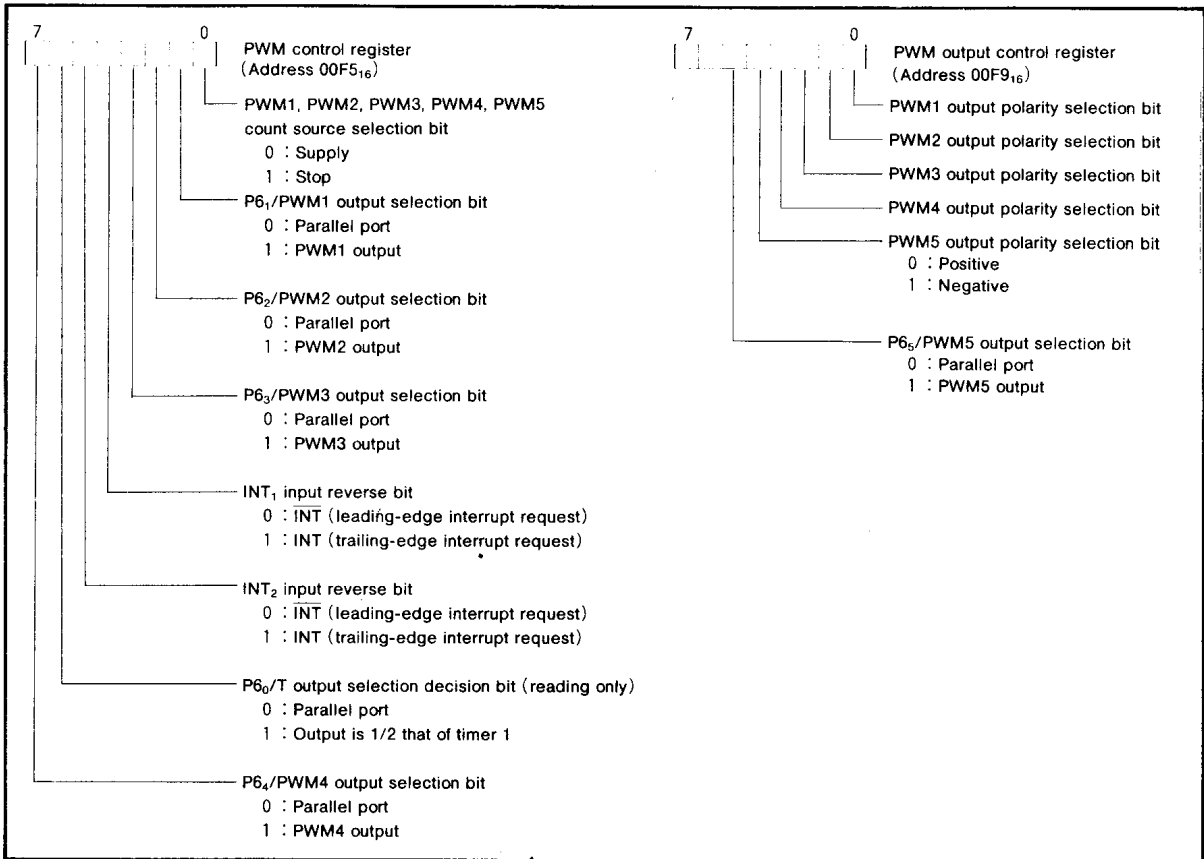 7 0
PWM control register
(Address 00F5₁₆)
PWM1, PWM2, PWM3, PWM4, PWM5
count source selection bit
0 : Supply
1 : Stop
P6₁/PWM1 output selection bit
0 : Parallel port
1 : PWM1 output
P6₂/PWM2 output selection bit
0 : Parallel port
1 : PWM2 output
P6₃/PWM3 output selection bit
0 : Parallel port
1 : PWM3 output
INT₁ input reverse bit
0 : I̅N̅T̅ (leading-edge interrupt request)
1 : INT (trailing-edge interrupt request)
INT₂ input reverse bit
0 : I̅N̅T̅ (leading-edge interrupt request)
1 : INT (trailing-edge interrupt request)
P6₀/T output selection decision bit (reading only)
0 : Parallel port
1 : Output is 1/2 that of timer 1
P6₄/PWM4 output selection bit
0 : Parallel port
1 : PWM4 output
7 0
PWM output control register
(Address 00F9₁₆)
PWM1 output polarity selection bit
PWM2 output polarity selection bit
PWM3 output polarity selection bit
PWM4 output polarity selection bit
PWM5 output polarity selection bit
0 : Positive
1 : Negative
P6₅/PWM5 output selection bit
0 : Parallel port
1 : PWM5 output